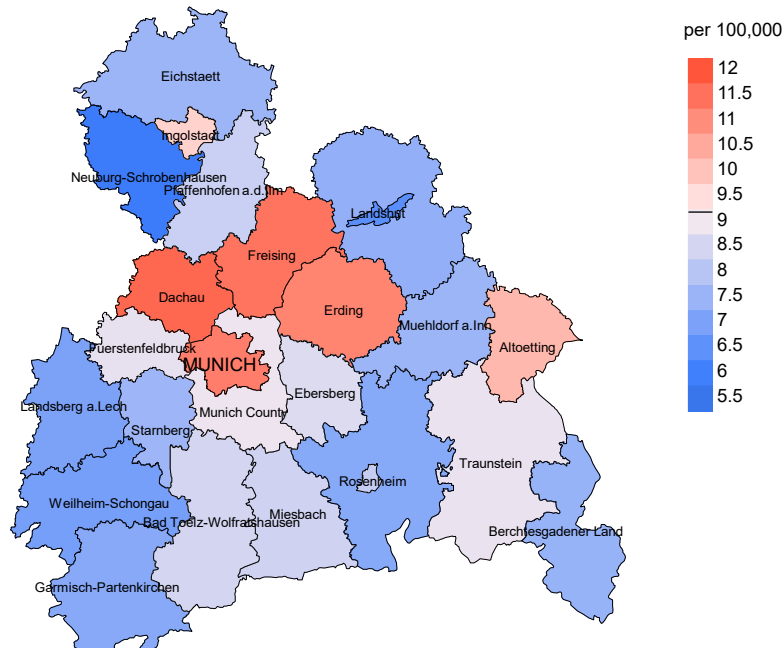 per 100,000
12
11.5
11
10.5
10
9.5
9
8.5
8
7.5
7
6.5
6
5.5
Eichstaett
Ingolstadt
Neuburg-Schrobenhausen
Pfaffenhofen a.d.Ilm
Landshut
Freising
Dachau
Erding
Muehldorf a.Inn
Altoetting
Fuerstenfeldbruck
MUNICH
Ebersberg
Landsberg a.Lech
Munich County
Starnberg
Traunstein
Rosenheim
Weilheim-Schongau
Miesbach
Bad Toelz-Wolfratshausen
Berchtesgadener Land
Garmisch-Partenkirchen